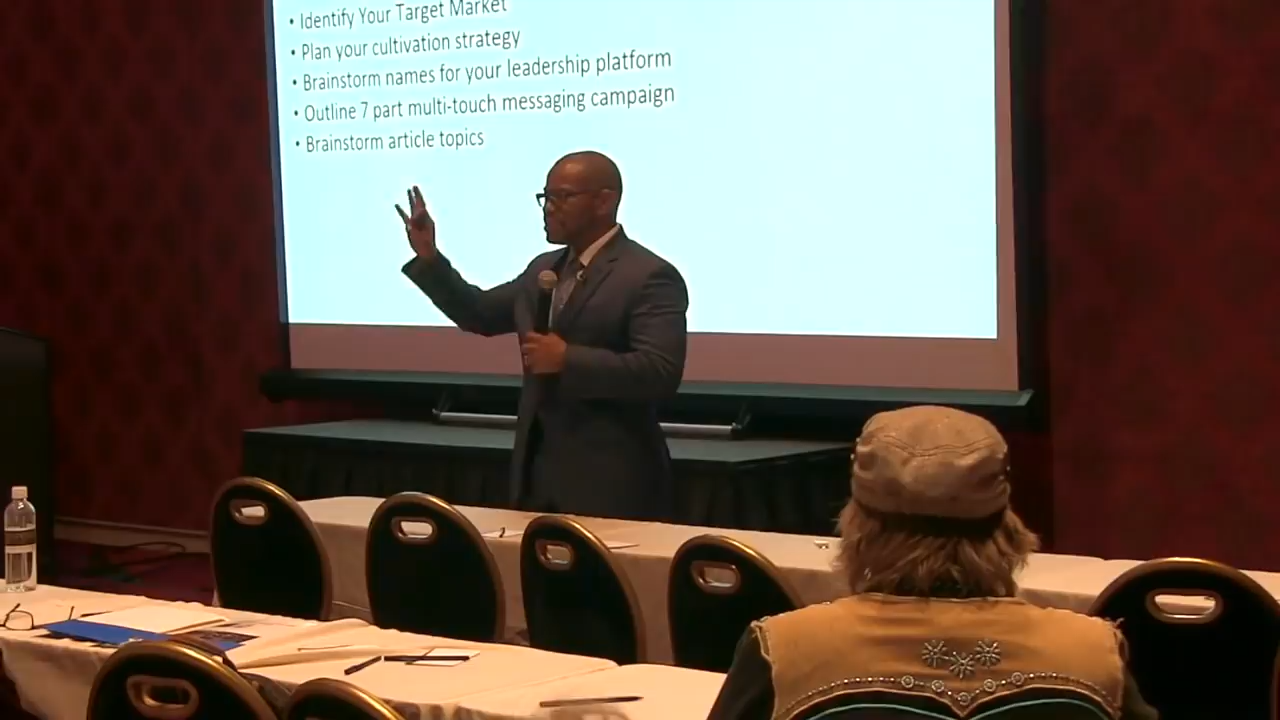 • Identify Your Target Market
• Plan your cultivation strategy
• Brainstorm names for your leadership platform
• Outline 7 part multi-touch messaging campaign
• Brainstorm article topics